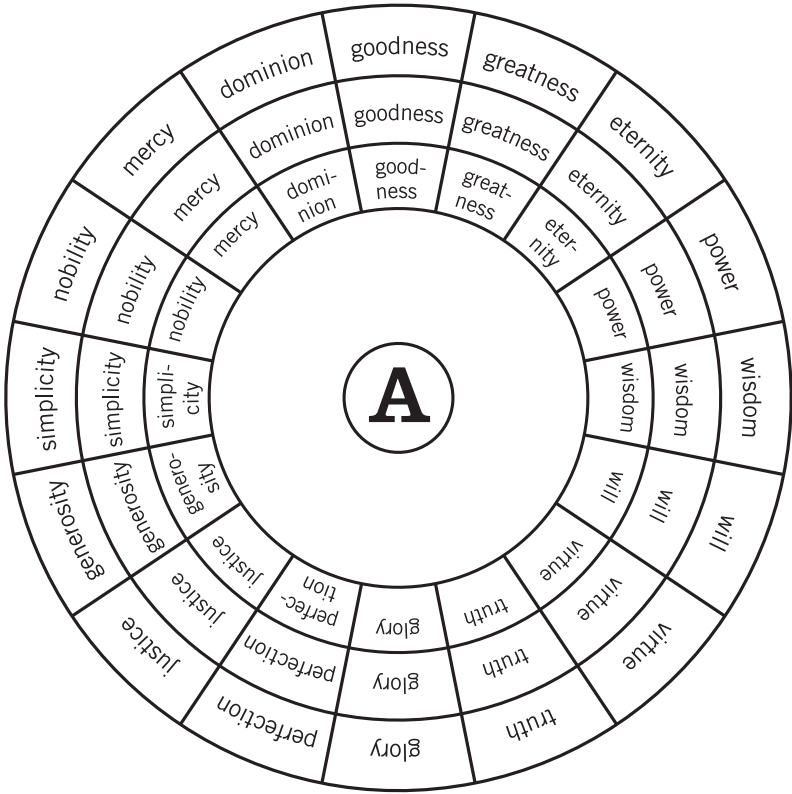 goodness
greatness
eternity
power
wisdom
will
virtue
truth
glory
perfection
justice
generosity
simplicity
nobility
mercy
dominion
goodness
greatness
eternity
power
wisdom
will
virtue
truth
glory
perfection
justice
generosity
simplicity
nobility
mercy
dominion
good-
ness
great-
ness
eter-
nity
power
wisdom
will
virtue
truth
glory
perfec-
tion
justice
genero-
sity
simpli-
city
nobility
mercy
domi-
nion
A